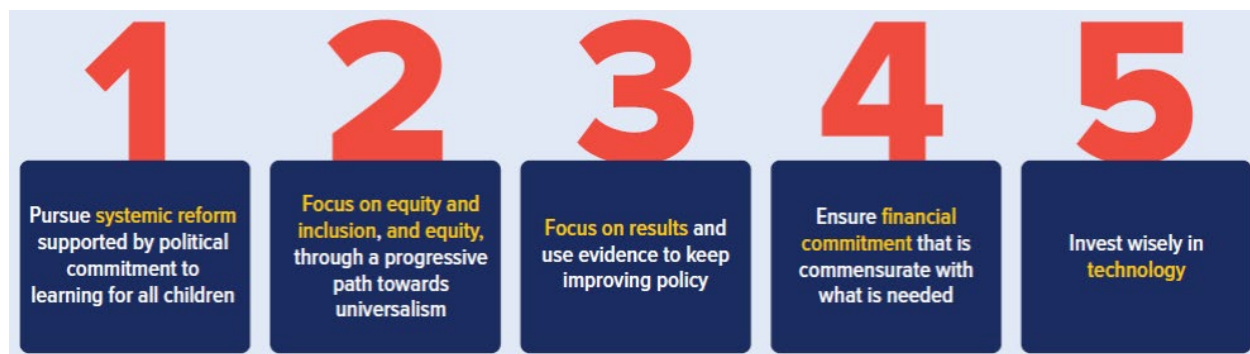 1
Pursue systemic reform
supported by political
commitment to
learning for all children
2
Focus on equity and
inclusion, and equity,
through a progressive
path towards
universalism
3
Focus on results and
use evidence to keep
improving policy
4
Ensure financial
commitment that is
commensurate with
what is needed
5
Invest wisely in
technology